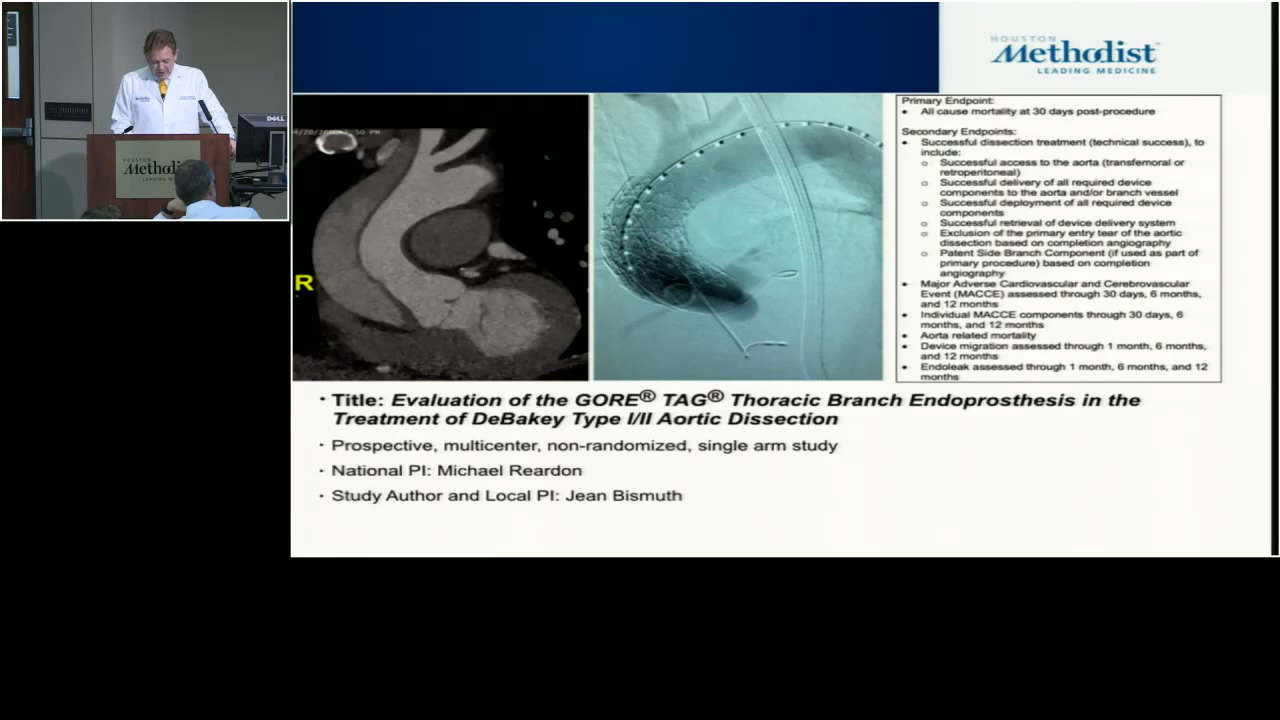 HOUSTON
Methodist
LEADING MEDICINE
DELL
HOUSTON
Methodist
LEADING
50 PM
R
Primary Endpoint:
• All cause mortality at 30 days post-procedure
Secondary Endpoints:
• Successful dissection treatment (technical success), to
include:
o Successful access to the aorta (transfemoral or
retroperitoneal)
o Successful delivery of all required device
components to the aorta and/or branch vessel
o Successful deployment of all required device
components
o Successful retrieval of device delivery system
o Exclusion of the primary entry tear of the aortic
dissection based on completion angiography
o Patent Side Branch Component (if used as part of
primary procedure) based on completion
angiography
• Major Adverse Cardiovascular and Cerebrovascular
Event (MACCE) assessed through 30 days, 6 months,
and 12 months
• Individual MACCE components through 30 days, 6
months, and 12 months
• Aorta related mortality
• Device migration assessed through 1 month, 6 months,
and 12 months
• Endoleak assessed through 1 month, 6 months, and 12
months
• Title: Evaluation of the GORE® TAG® Thoracic Branch Endoprosthesis in the
Treatment of DeBakey Type I/II Aortic Dissection
• Prospective, multicenter, non-randomized, single arm study
• National PI: Michael Reardon
• Study Author and Local PI: Jean Bismuth